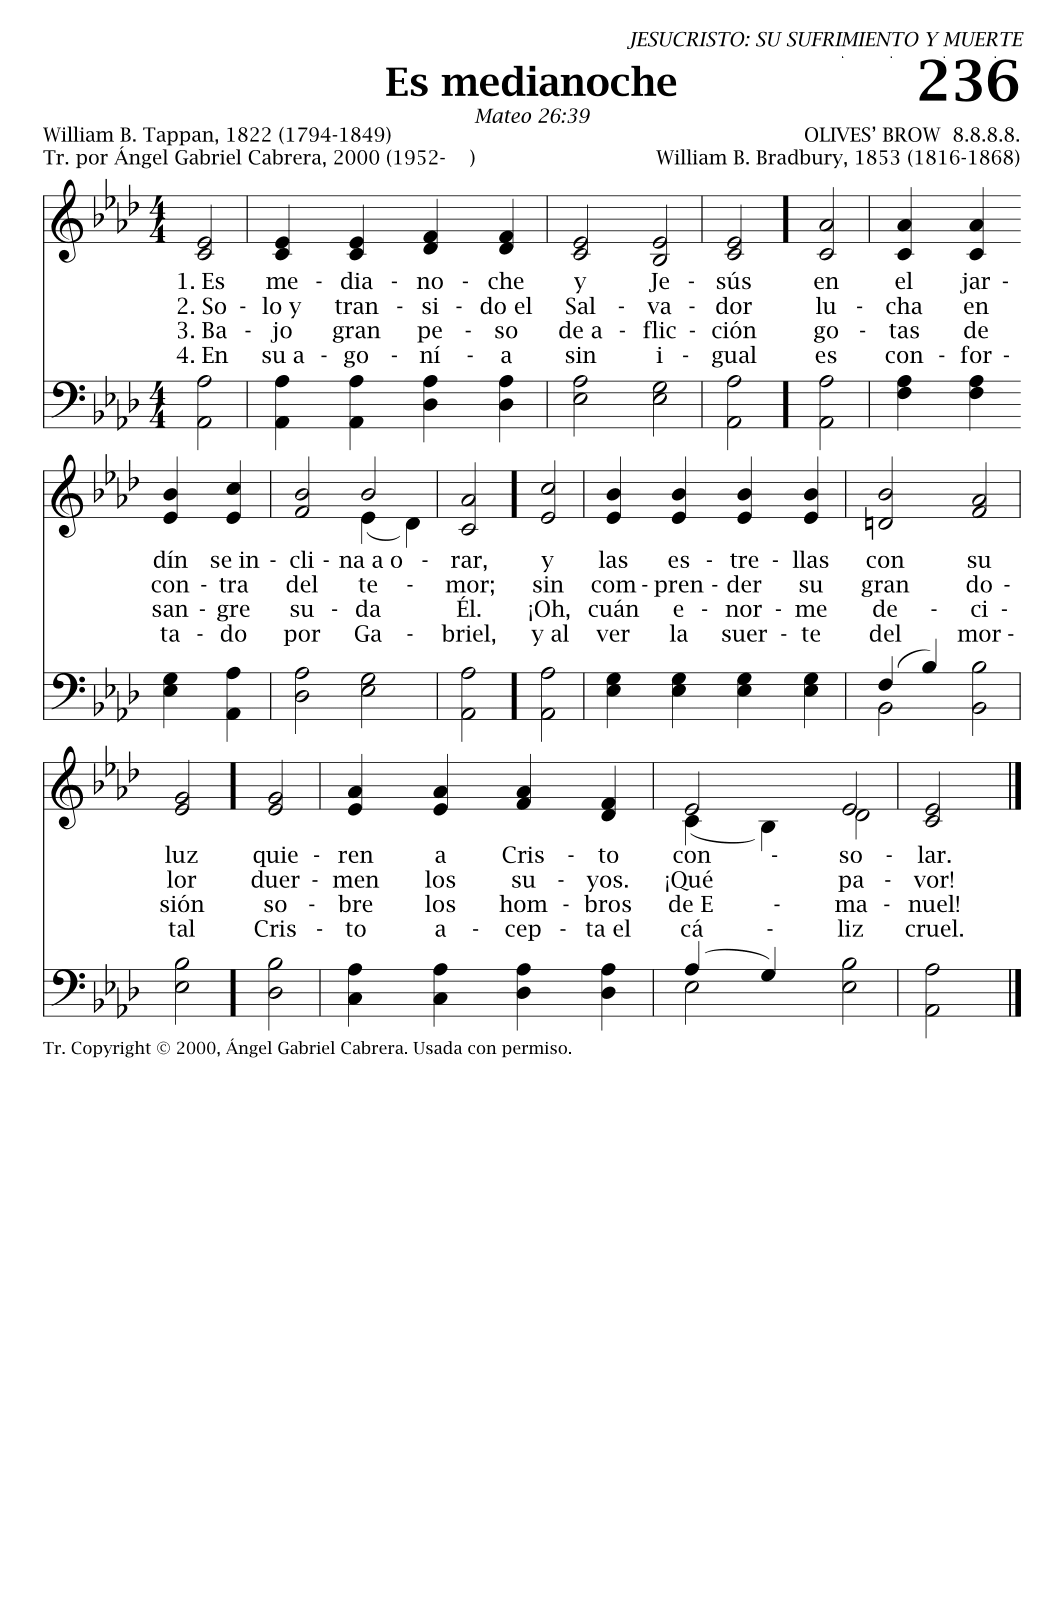 JESUCRISTO: SU SUFRIMIENTO Y MUERTE
Es medianoche
236
Mateo 26:39
William B. Tappan, 1822 (1794-1849)
OLIVES’ BROW 8.8.8.8.
Tr. por Ángel Gabriel Cabrera, 2000 (1952- )
William B. Bradbury, 1853 (1816-1868)
1. Es me - dia - no - che y Je - sús en el jar -
2. So - lo y tran - si - do el Sal - va - dor lu - cha en
3. Ba - jo gran pe - so de a - flic - ción go - tas de
4. En su a - go - ní - a sin i - gual es con - for -
dín se in - cli - na a o - rar, y las es - tre - llas con su
con - tra del te - mor; sin com - pren - der su gran do -
san - gre su - da Él. ¡Oh, cuán e - nor - me de - ci -
ta - do por Ga - briel, y al ver la suer - te del mor -
luz quie - ren a Cris - to con - so - lar.
lor duer - men los su - yos. ¡Qué pa - vor!
sión so - bre los hom - bros de E - ma - nuel!
tal Cris - to a - cep - ta el cá - liz cruel.
Tr. Copyright © 2000, Ángel Gabriel Cabrera. Usada con permiso.